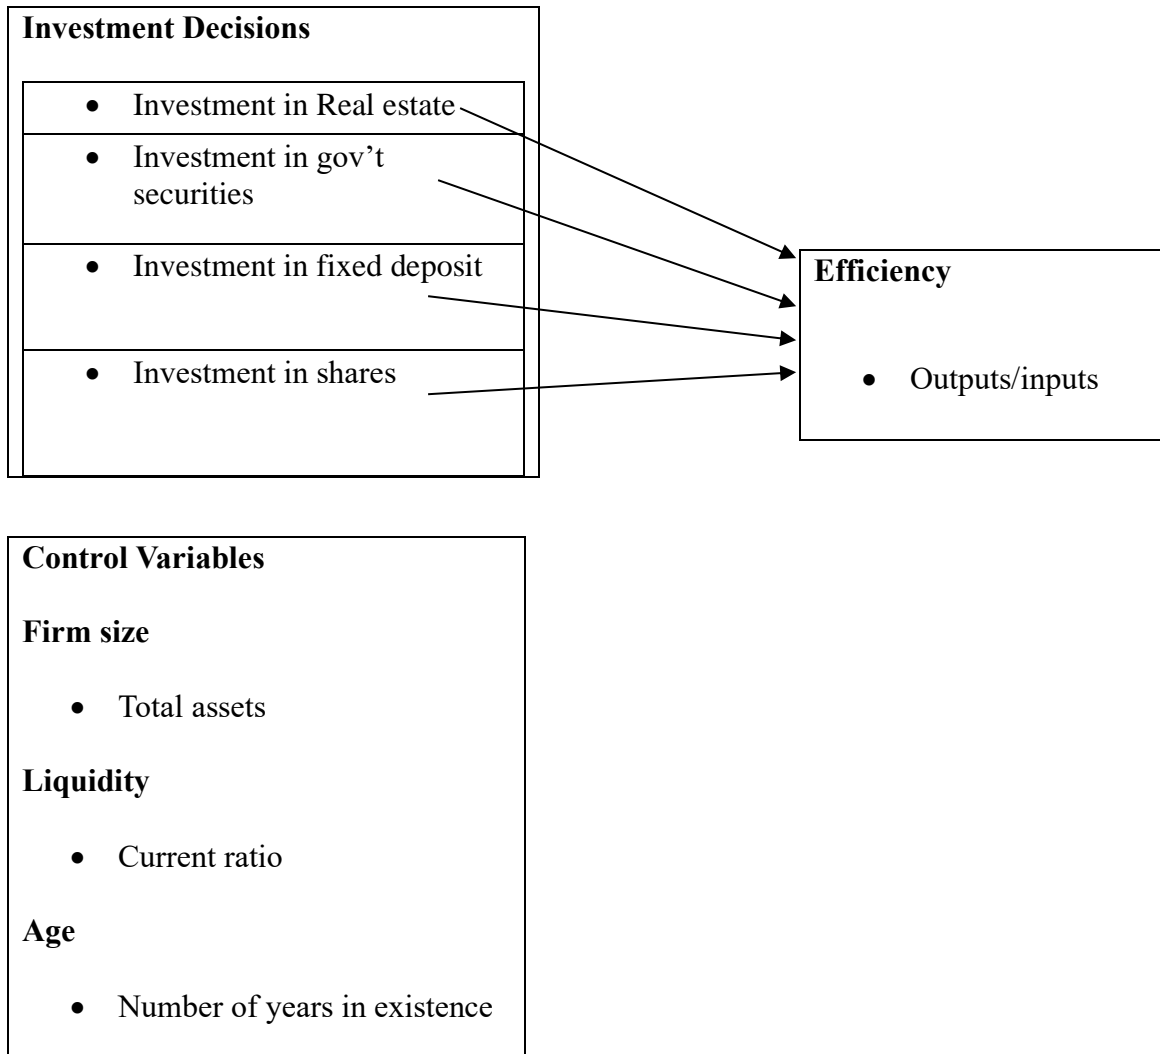 Investment Decisions
• Investment in Real estate
• Investment in gov’t
securities
• Investment in fixed deposit
• Investment in shares
Efficiency
• Outputs/inputs
Control Variables
Firm size
• Total assets
Liquidity
• Current ratio
Age
• Number of years in existence